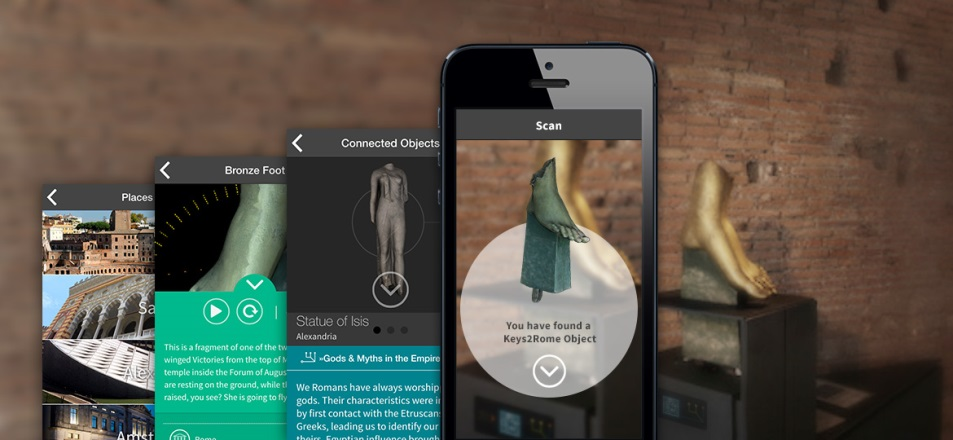 Places
Sa
Alex
Amst
Bronze Foot
This is a fragment of one of the tw
winged Victories from the top of M
temple inside the Forum of Augus
are resting on the ground, while th
raised, you see? She is going to fly
Rome
Connected Objects
Statue of Isis
Alexandria
»Gods & Myths in the Empire
We Romans have always worship
gods. Their characters were in
by first contact with the Etruscans
Greeks, leading us to identify our
theirs. Egyptian influence brough
Scan
You have found a
Keys2Rome Object